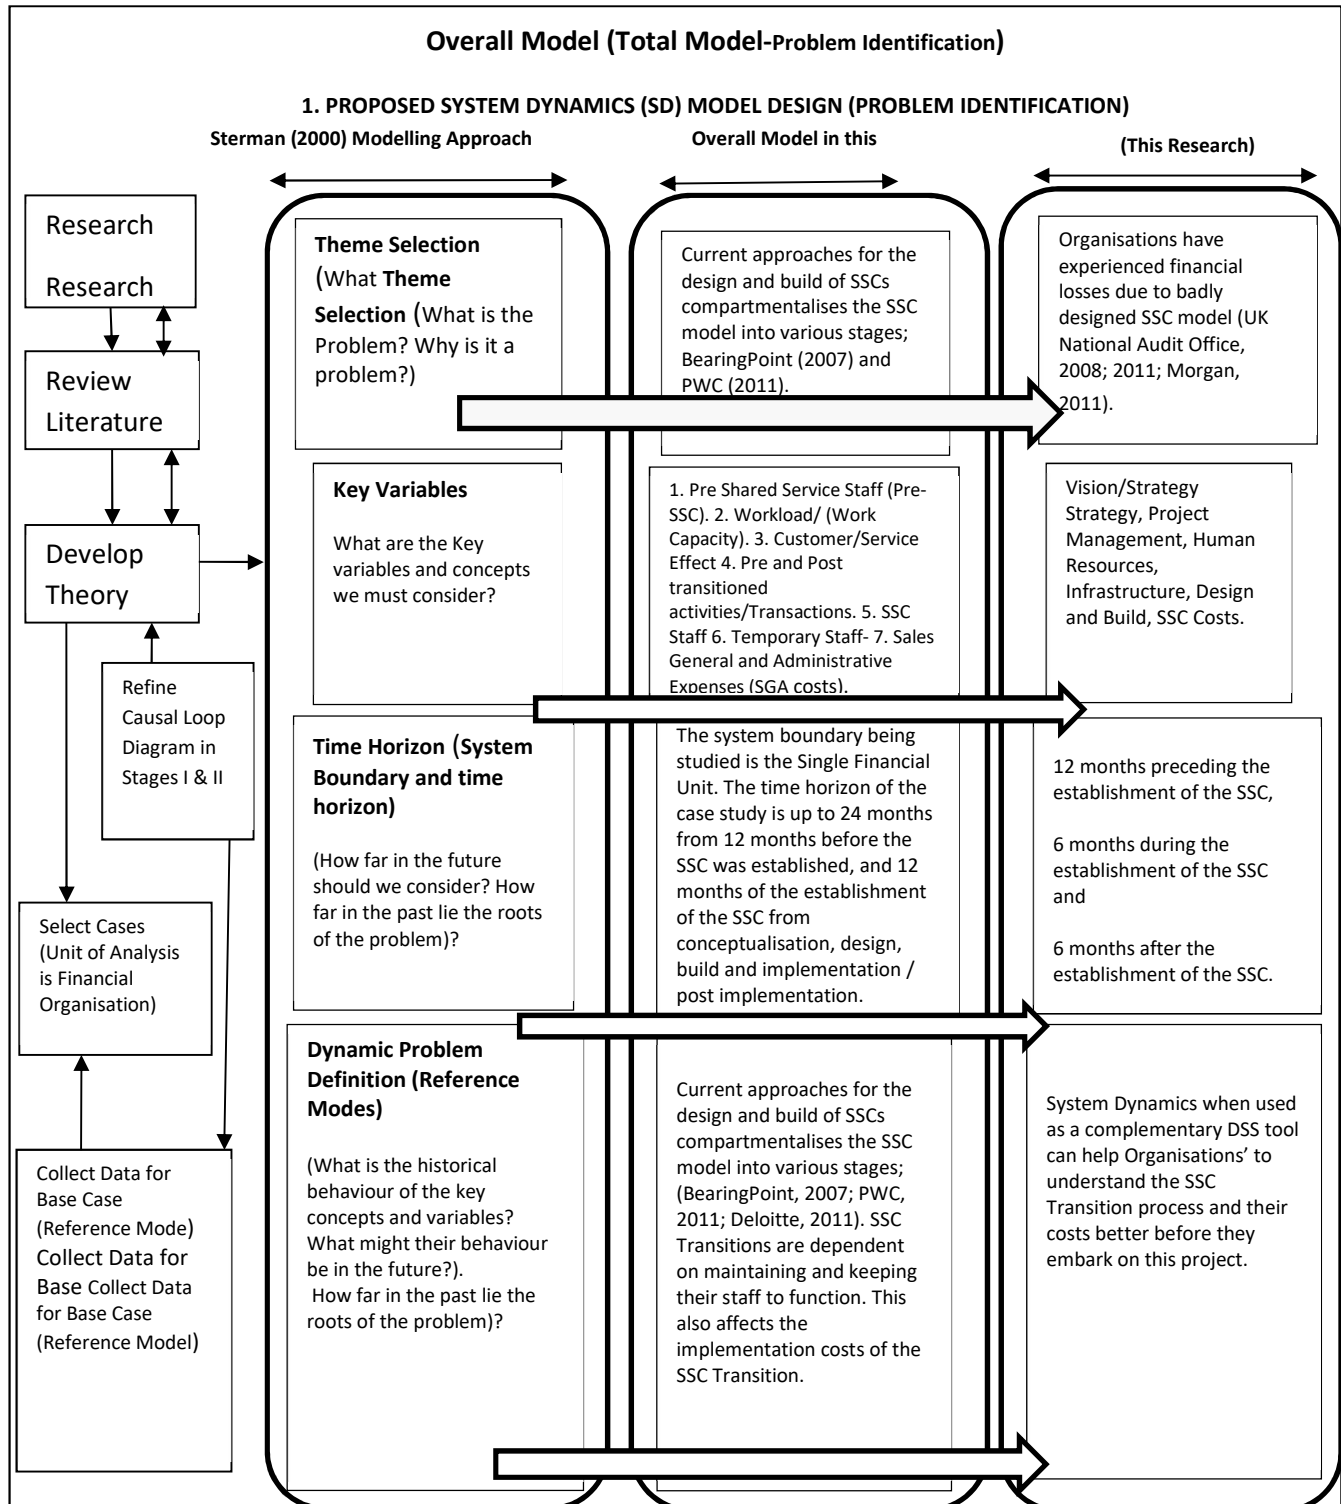 Overall Model (Total Model-Problem Identification)
1. PROPOSED SYSTEM DYNAMICS (SD) MODEL DESIGN (PROBLEM IDENTIFICATION)
Sterman (2000) Modelling Approach
Overall Model in this
(This Research)
Research
Research
Review
Literature
Develop
Theory
Refine
Causal Loop
Diagram in
Stages I & II
Select Cases
(Unit of Analysis
is Financial
Organisation)
Collect Data for
Base Case
(Reference Mode)
Collect Data for
Base Collect Data
for Base Case
(Reference Model)
Theme Selection
(What Theme
Selection (What is the
Problem? Why is it a
problem?)
Key Variables
What are the Key
variables and concepts
we must consider?
Time Horizon (System
Boundary and time
horizon)
(How far in the future
should we consider? How
far in the past lie the roots
of the problem)?
Dynamic Problem
Definition (Reference
Modes)
(What is the historical
behaviour of the key
concepts and variables?
What might their behaviour
be in the future?).
How far in the past lie the
roots of the problem)?
Current approaches for the
design and build of SSCs
compartmentalises the SSC
model into various stages;
BearingPoint (2007) and
PWC (2011).
1. Pre Shared Service Staff (Pre-
SSC). 2. Workload/ (Work
Capacity). 3. Customer/Service
Effect 4. Pre and Post
transitioned
activities/Transactions. 5. SSC
Staff 6. Temporary Staff- 7. Sales
General and Administrative
Expenses (SGA costs).
The system boundary being
studied is the Single Financial
Unit. The time horizon of the
case study is up to 24 months
from 12 months before the
SSC was established, and 12
months of the establishment
of the SSC from
conceptualisation, design,
build and implementation /
post implementation.
Current approaches for the
design and build of SSCs
compartmentalises the SSC
model into various stages;
(BearingPoint, 2007; PWC,
2011; Deloitte, 2011). SSC
Transitions are dependent
on maintaining and keeping
their staff to function. This
also affects the
implementation costs of the
SSC Transition.
Organisations have
experienced financial
losses due to badly
designed SSC model (UK
National Audit Office,
2008; 2011; Morgan,
2011).
Vision/Strategy
Strategy, Project
Management, Human
Resources,
Infrastructure, Design
and Build, SSC Costs.
12 months preceding the
establishment of the SSC,
6 months during the
establishment of the SSC
and
6 months after the
establishment of the SSC.
System Dynamics when used
as a complementary DSS tool
can help Organisations' to
understand the SSC
Transition process and their
costs better before they
embark on this project.